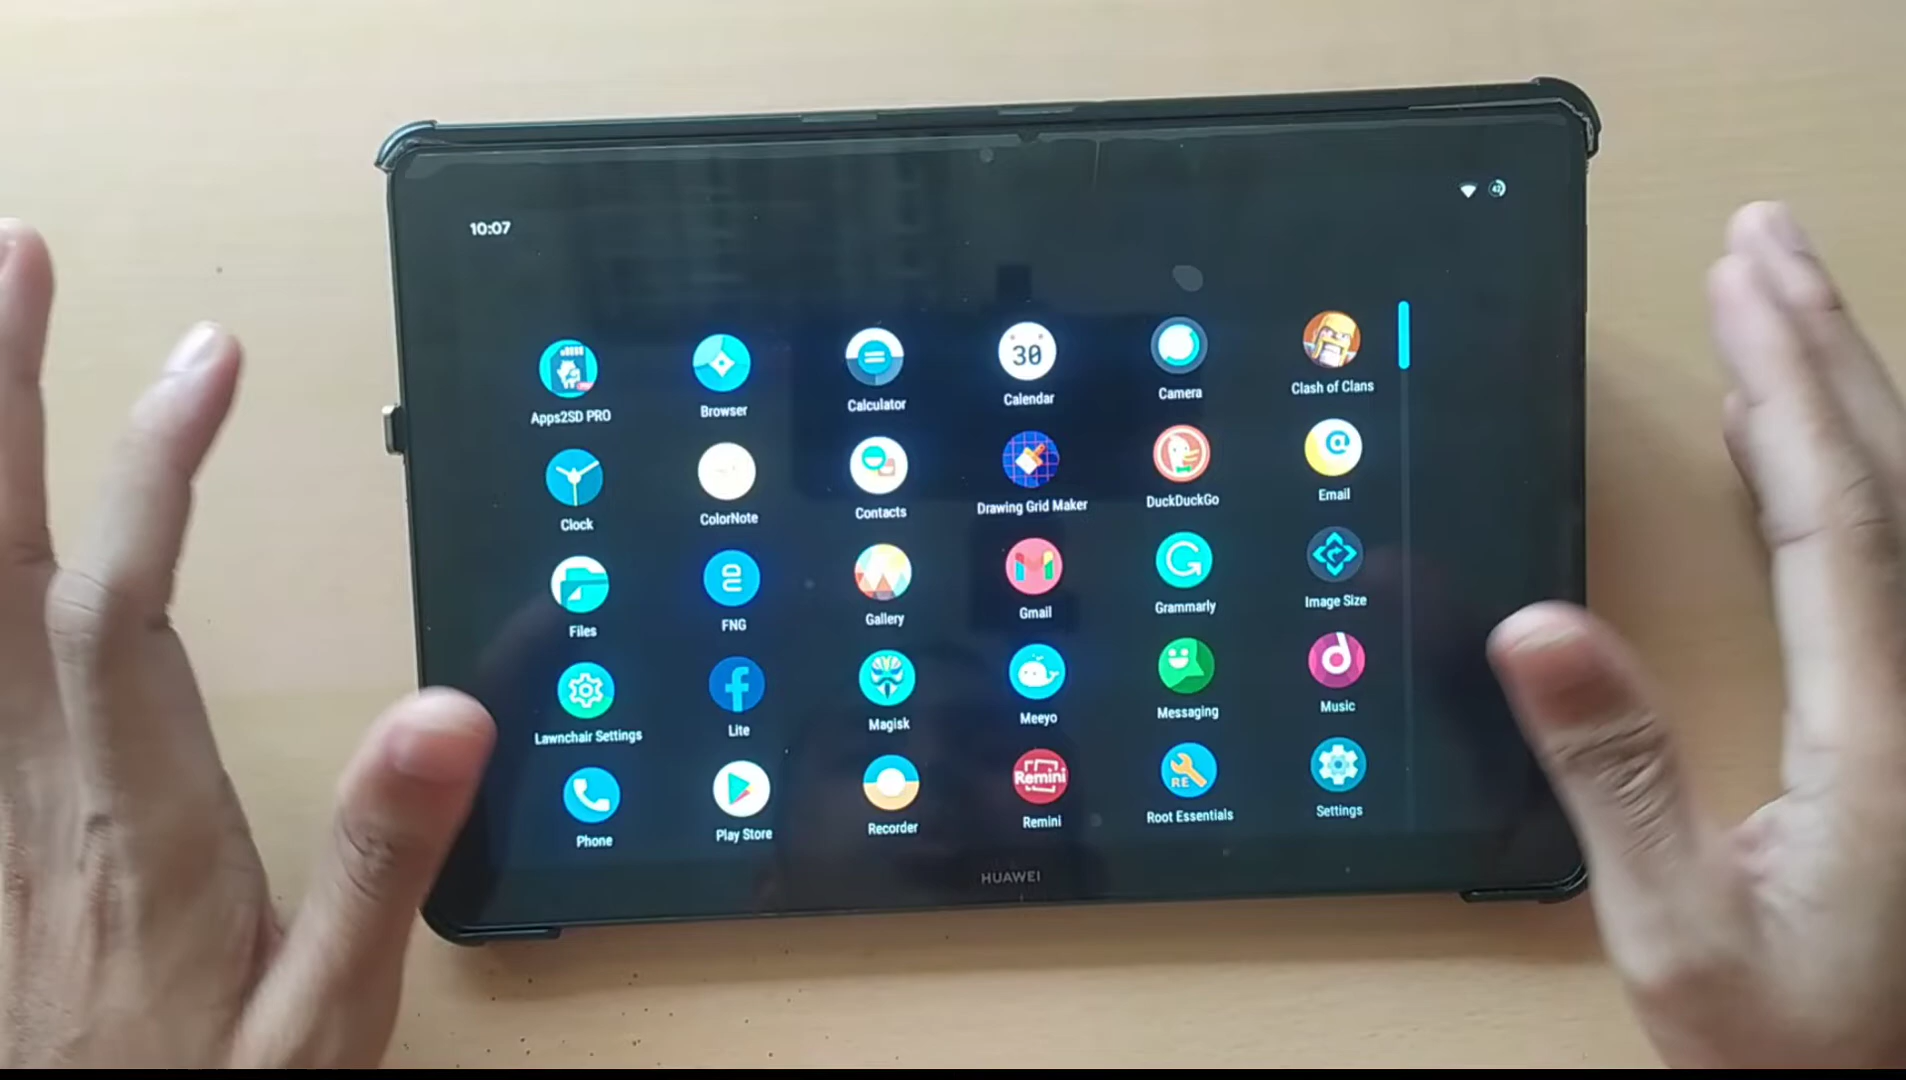 10:07
42
30
Apps2SD PRO
Browser
Calculator
Calendar
Camera
Clash of Clans
Clock
ColorNote
Contacts
Drawing Grid Maker
DuckDuckGo
@
Email
Files
FNG
Gallery
Gmail
Grammarly
Image Size
Lawnchair Settings
Lite
Magisk
Meeyo
Messaging
Music
Phone
Play Store
Recorder
Remini
Remini
RE
Root Essentials
Settings
HUAWEI